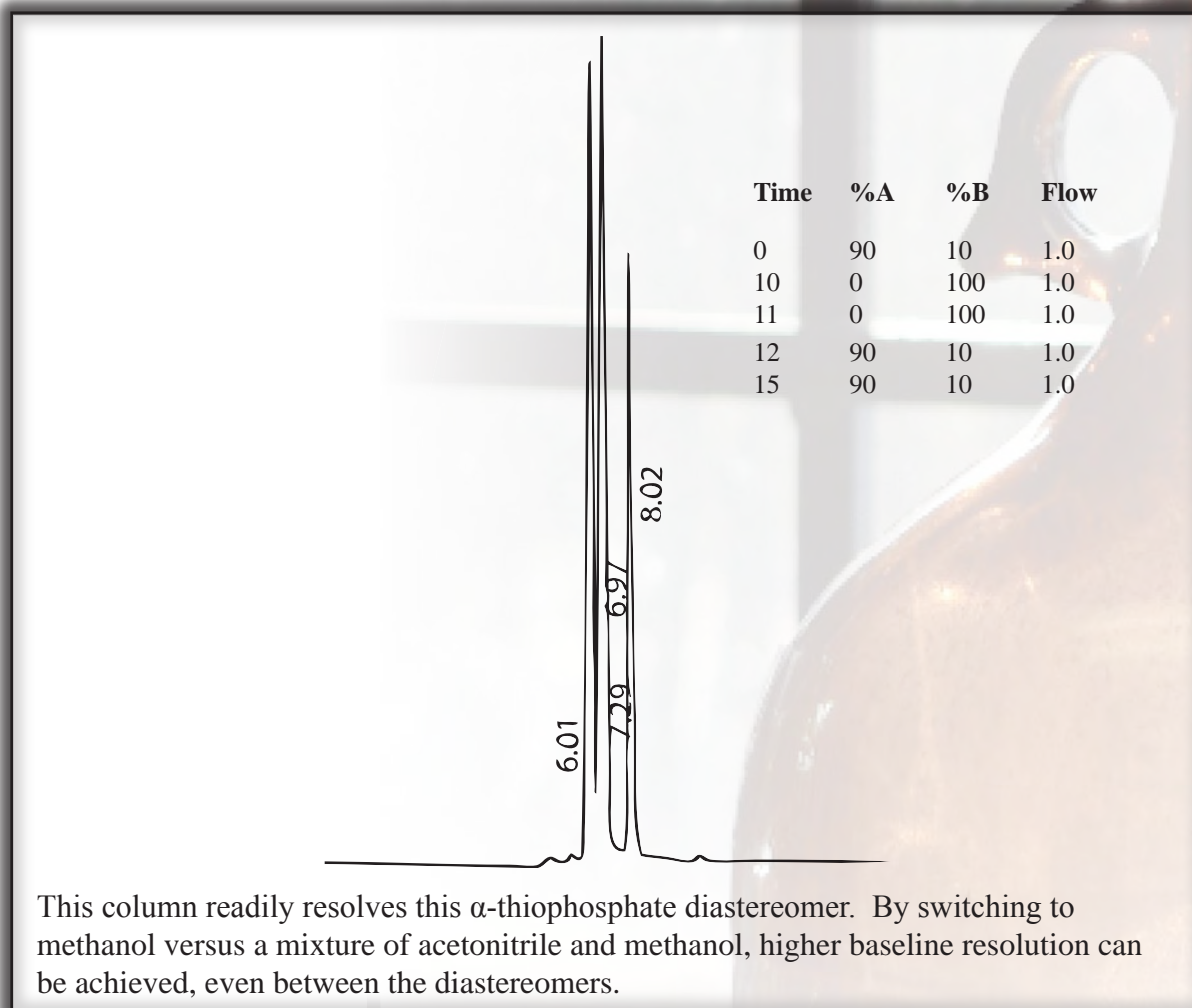 Time %A %B Flow
0 90 10 1.0
10 0 100 1.0
11 0 100 1.0
12 90 10 1.0
15 90 10 1.0
6.01
6.97
7.29
8.02
This column readily resolves this α-thiophosphate diastereomer. By switching to
methanol versus a mixture of acetonitrile and methanol, higher baseline resolution can
be achieved, even between the diastereomers.